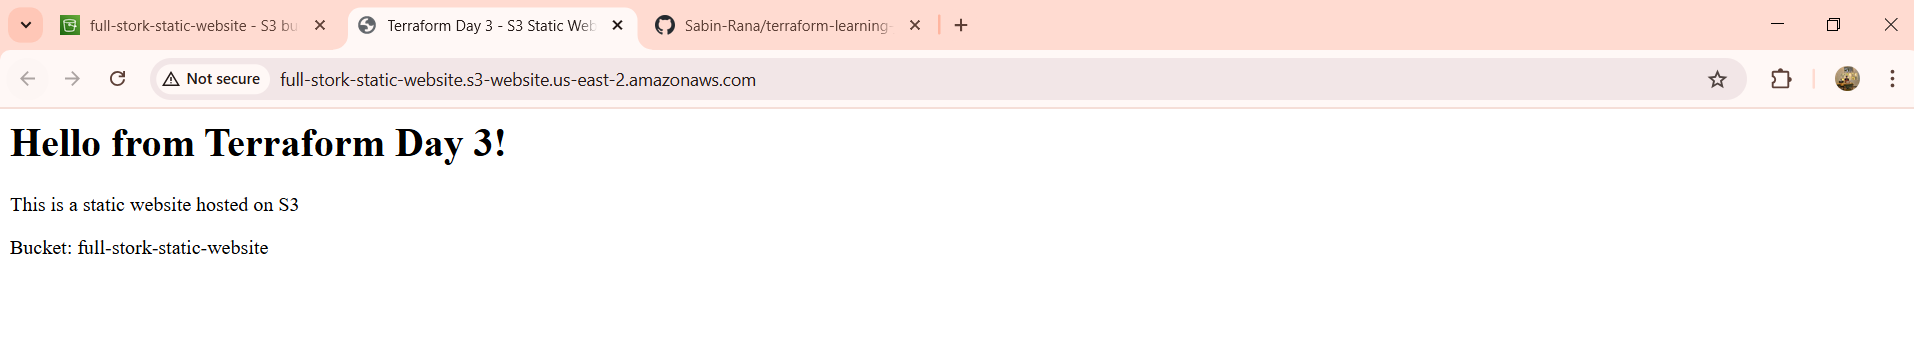 full-stork-static-website - S3 bu
Terraform Day 3 - S3 Static Web
Sabin-Rana/terraform-learning-
Not secure
full-stork-static-website.s3-website.us-east-2.amazonaws.com
Hello from Terraform Day 3!
This is a static website hosted on S3
Bucket: full-stork-static-website